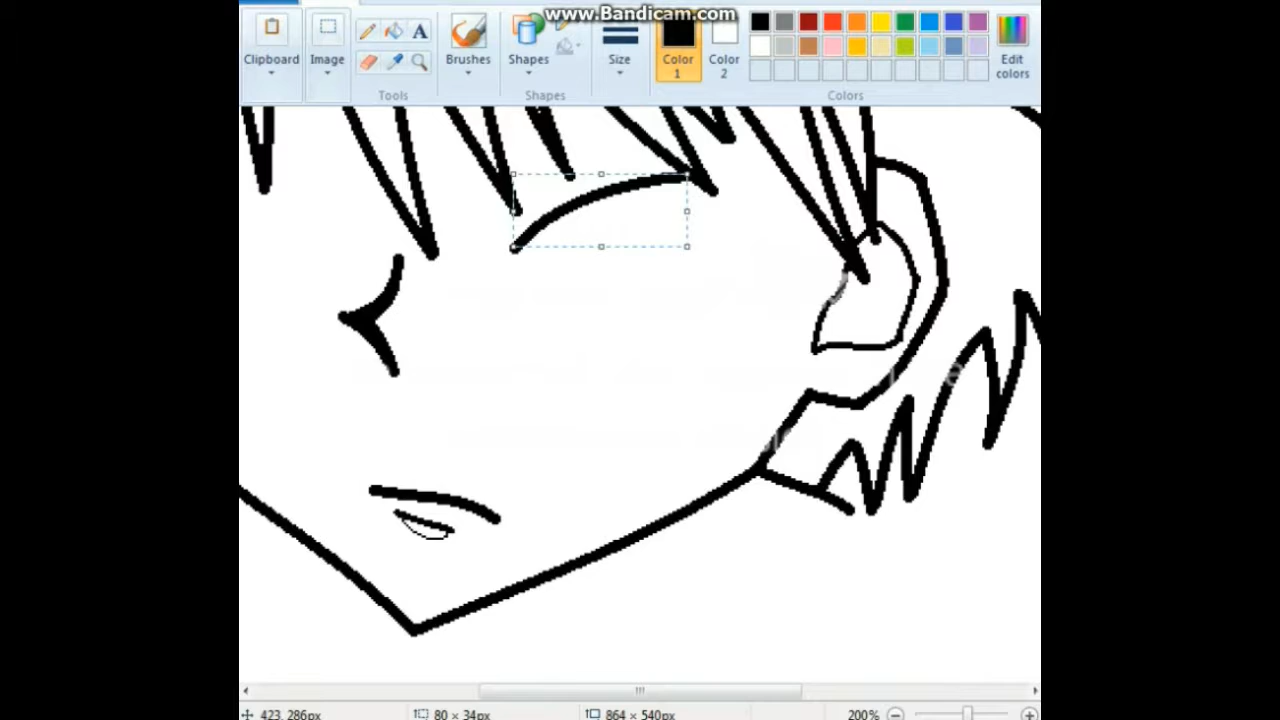 www.Bandicam.com
Clipboard
Image
Tools
A
Brushes
Shapes
Shapes
Size
Color 1
Color 2
Edit colors
Colors
423, 286px
80 × 34px
864 × 540px
200%